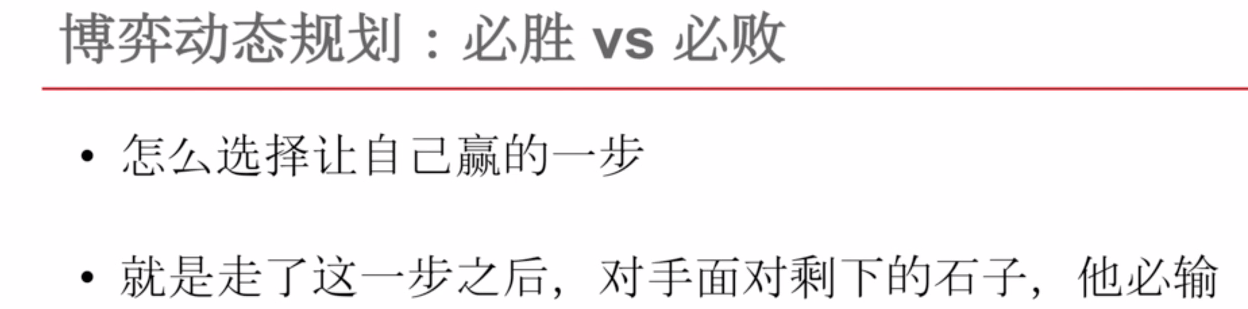 博弈动态规划：必胜 vs 必败
• 怎么选择让自己赢的一步
• 就是走了这一步之后，对手面对剩下的石子，他必输